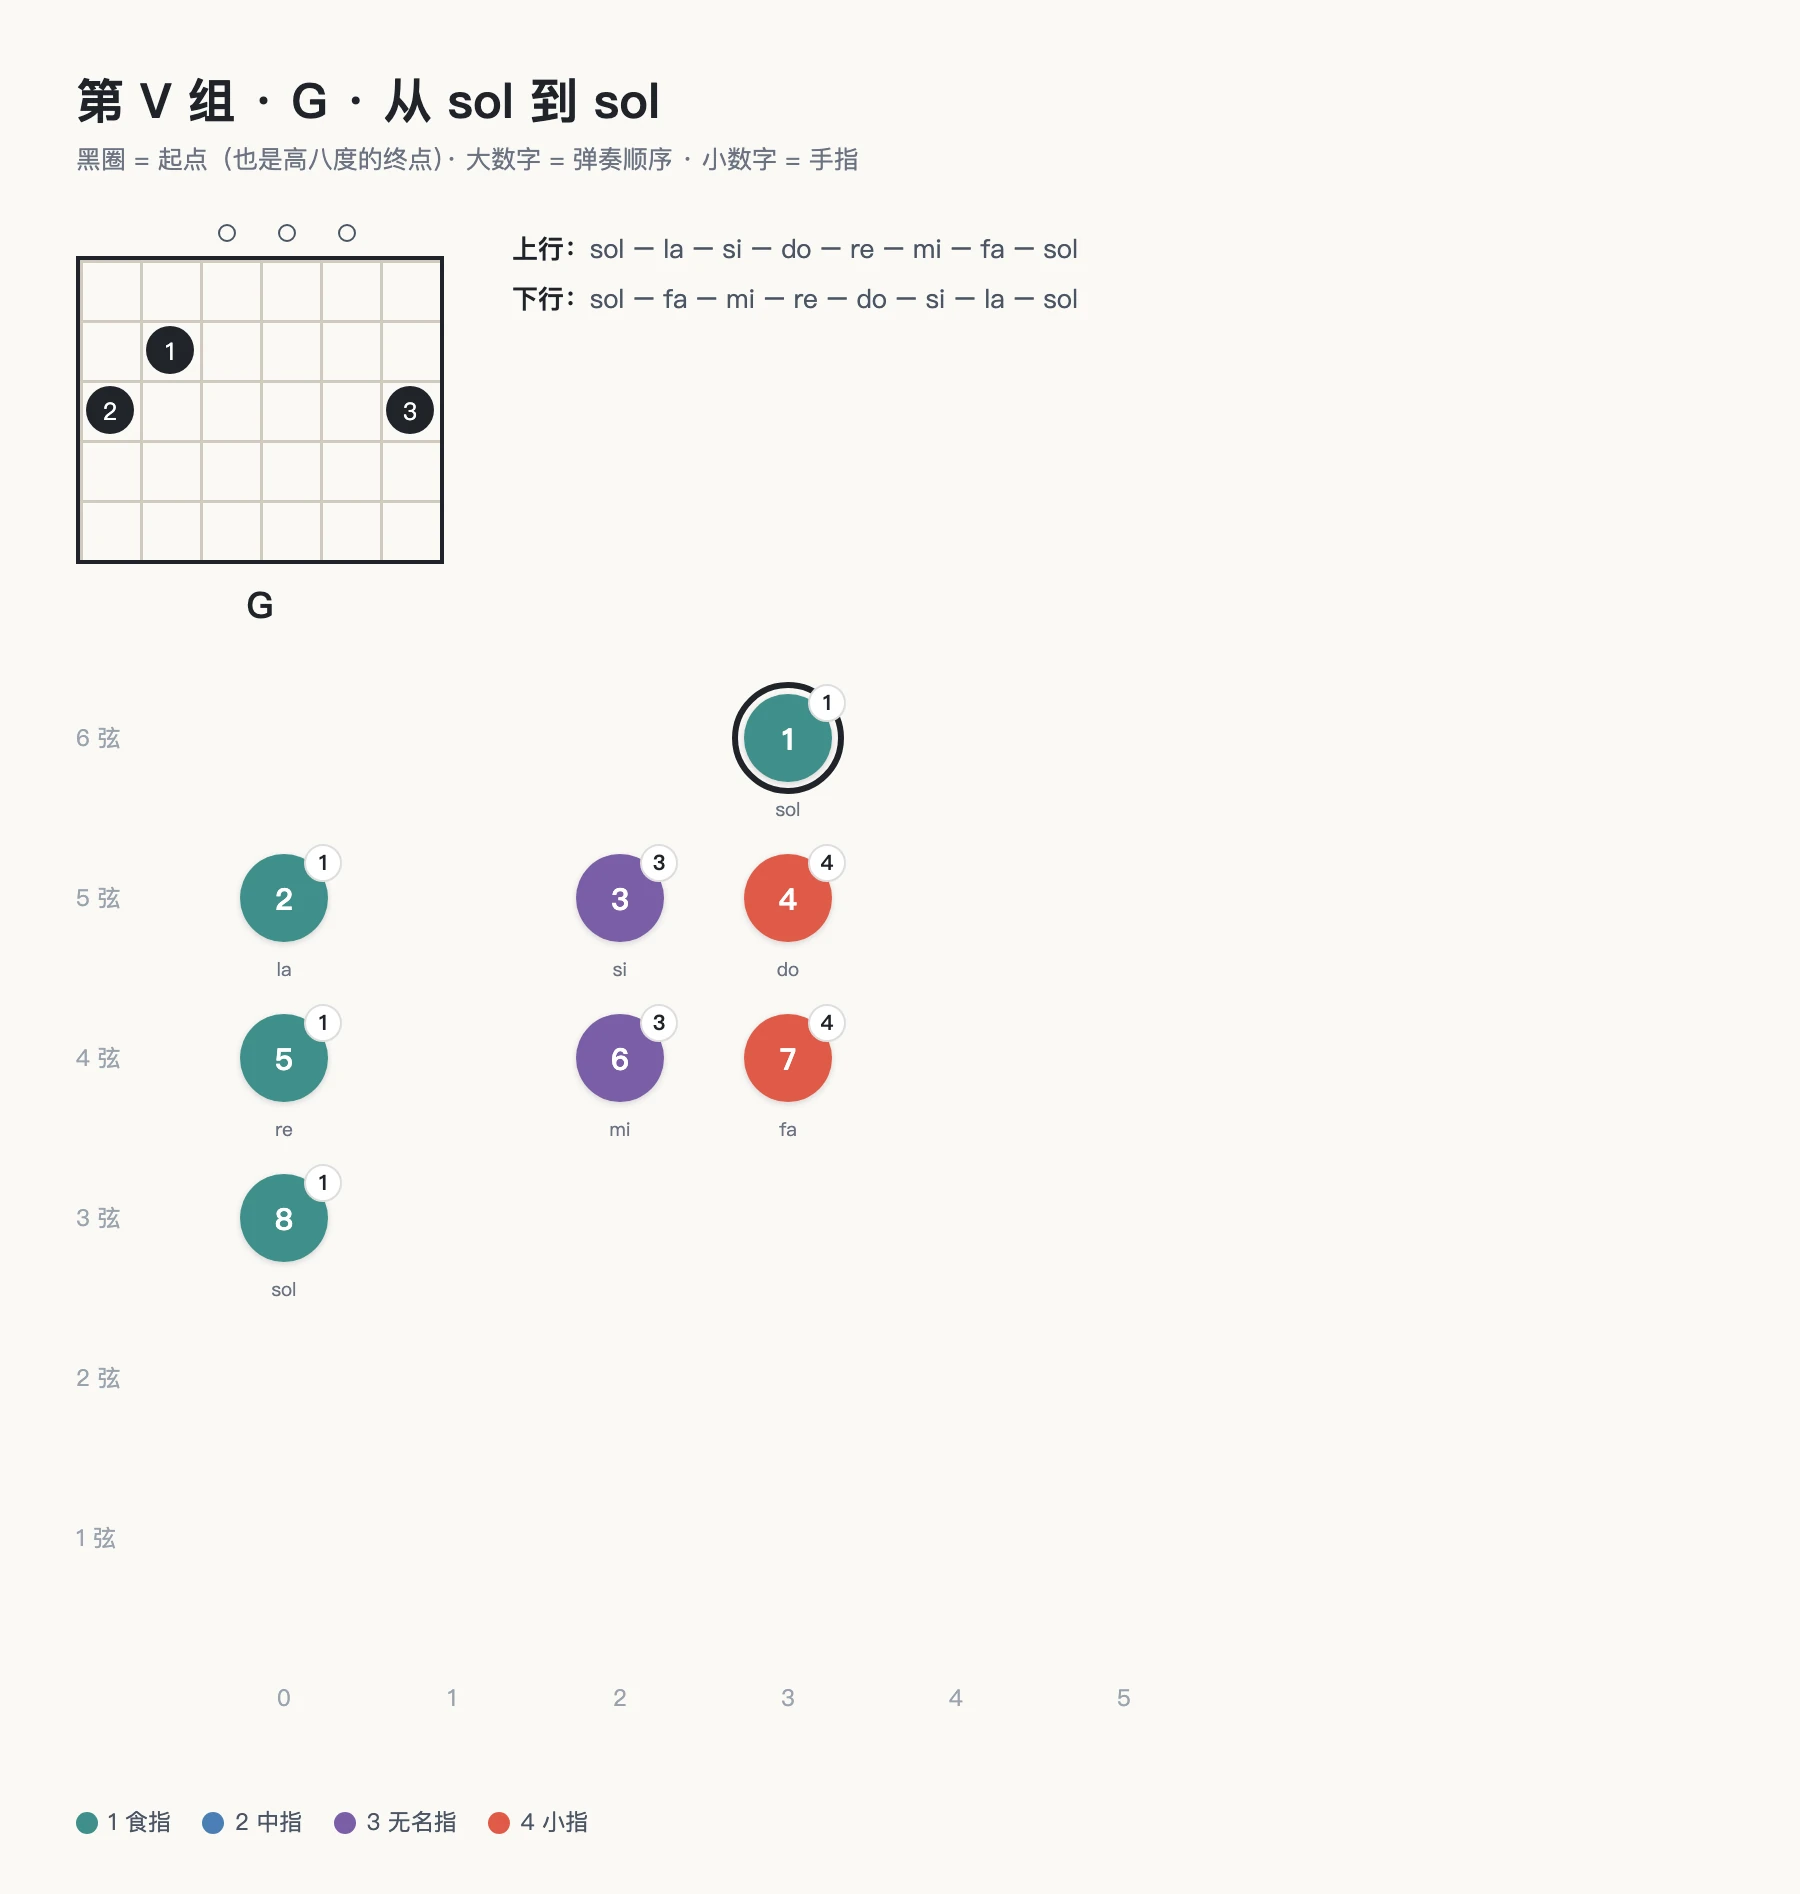 第 V 组 · G · 从 sol 到 sol
黑圈 = 起点（也是高八度的终点）· 大数字 = 弹奏顺序 · 小数字 = 手指
上行： sol — la — si — do — re — mi — fa — sol
下行： sol — fa — mi — re — do — si — la — sol
1
2
3
G
6 弦
1
1
sol
5 弦
2
1
3
3
4
4
la
si
do
4 弦
5
1
6
3
7
4
re
mi
fa
3 弦
8
1
sol
2 弦
1 弦
0 1 2 3 4 5
1 食指 2 中指 3 无名指 4 小指